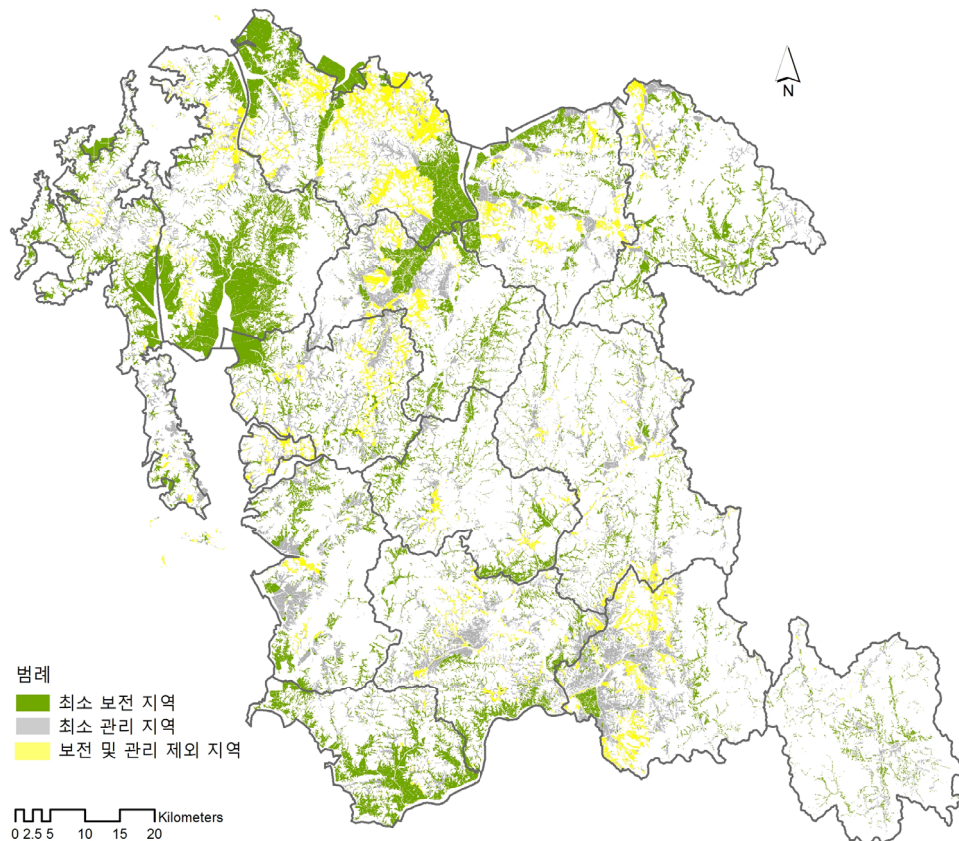 N
범례
최소 보전 지역
최소 관리 지역
보전 및 관리 제외 지역
Kilometers
0 2.5 5 10 15 20